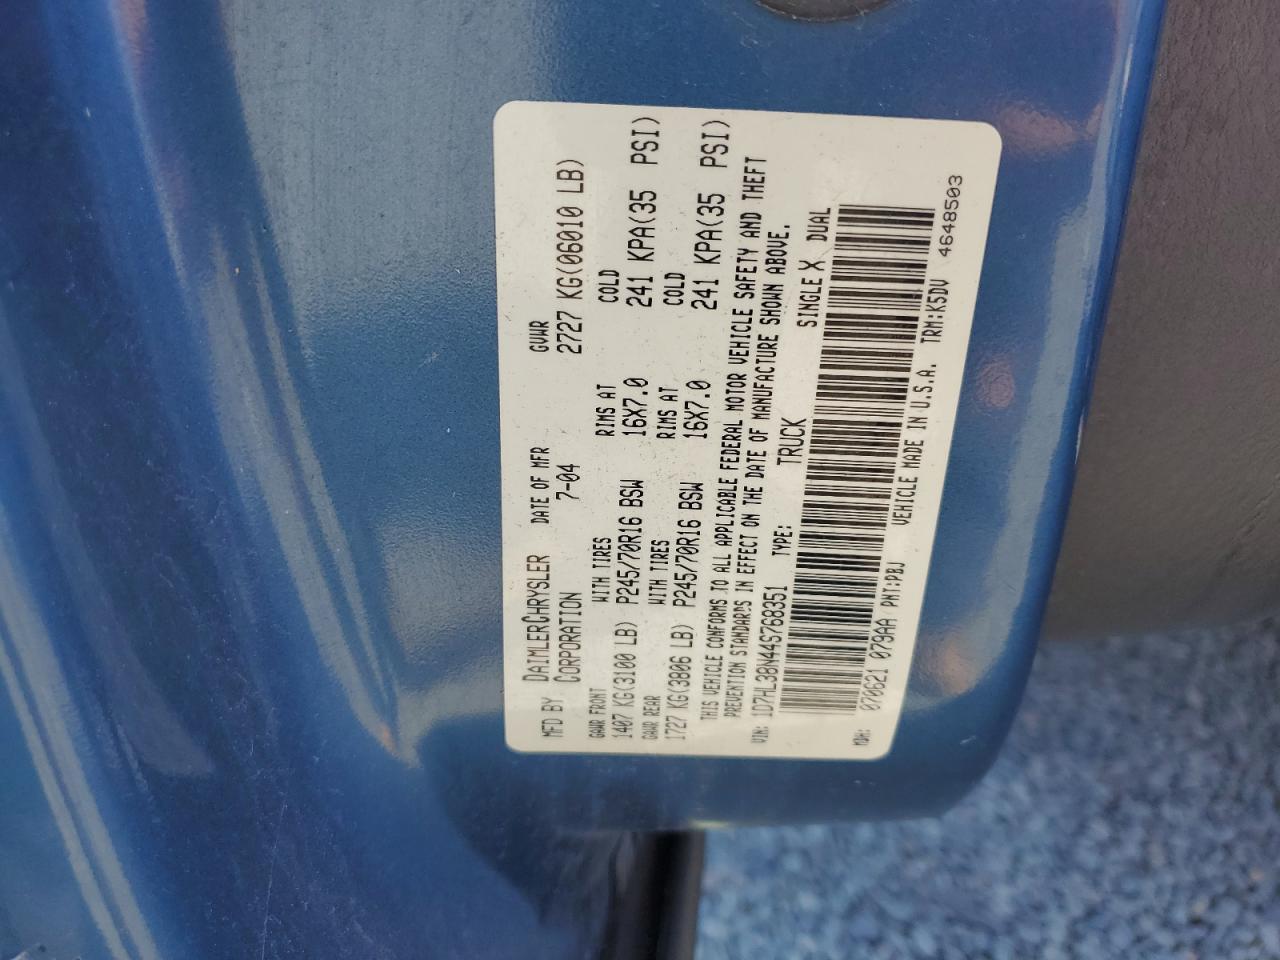 MFD BY DAIMLERCHRYSLER CORPORATION DATE OF MFR 7-04 GVWR 2727 KG(06010 LB)
GAWR FRONT WITH TIRES RIMS AT COLD
1407 KG(3100 LB) P245/70R16 BSW 16X7.0 241 KPA(35 PSI)
GAWR REAR WITH TIRES RIMS AT COLD
1727 KG(3806 LB) P245/70R16 BSW 16X7.0 241 KPA(35 PSI)
THIS VEHICLE CONFORMS TO ALL APPLICABLE FEDERAL MOTOR VEHICLE SAFETY AND THEFT
PREVENTION STANDARDS IN EFFECT ON THE DATE OF MANUFACTURE SHOWN ABOVE.
VIN: 1D7HL38N44S768351 TYPE: TRUCK SINGLE X DUAL
MDH: 070621 079AA PNT:PBJ VEHICLE MADE IN U.S.A. TRM:K5DV 4648503